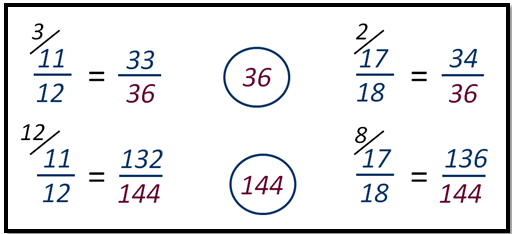 3/ 11/12 = 33/36
36
2/ 17/18 = 34/36
12/ 11/12 = 132/144
144
8/ 17/18 = 136/144